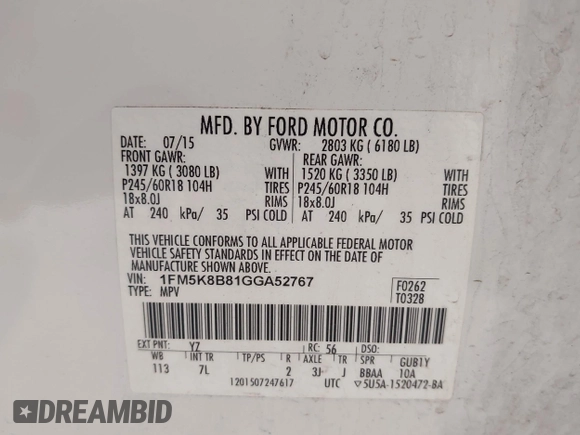 MFD. BY FORD MOTOR CO.
DATE: 07/15 GVWR: 2803 KG ( 6180 LB)
FRONT GAWR: REAR GAWR:
1397 KG ( 3080 LB) WITH 1520 KG ( 3350 LB) WITH
P245/60R18 104H TIRES P245/60R18 104H TIRES
18x8.0J RIMS 18x8.0J RIMS
AT 240 kPa/ 35 PSI COLD AT 240 kPa/ 35 PSI COLD
THIS VEHICLE CONFORMS TO ALL APPLICABLE FEDERAL MOTOR
VEHICLE SAFETY STANDARDS IN EFFECT ON THE DATE OF
MANUFACTURE SHOWN ABOVE.
VIN: 1FM5K8B81GGA52767 F0262
TYPE: MPV T0328
EXT PNT: YZ RC: 56 DSO:
WB INT TR TP/PS R AXLE TR SPR GUB1Y
113 7L 2 3J J BBAA 10A
1201507247617 UTC ▽5USA-1520472-BA
DREAMBID